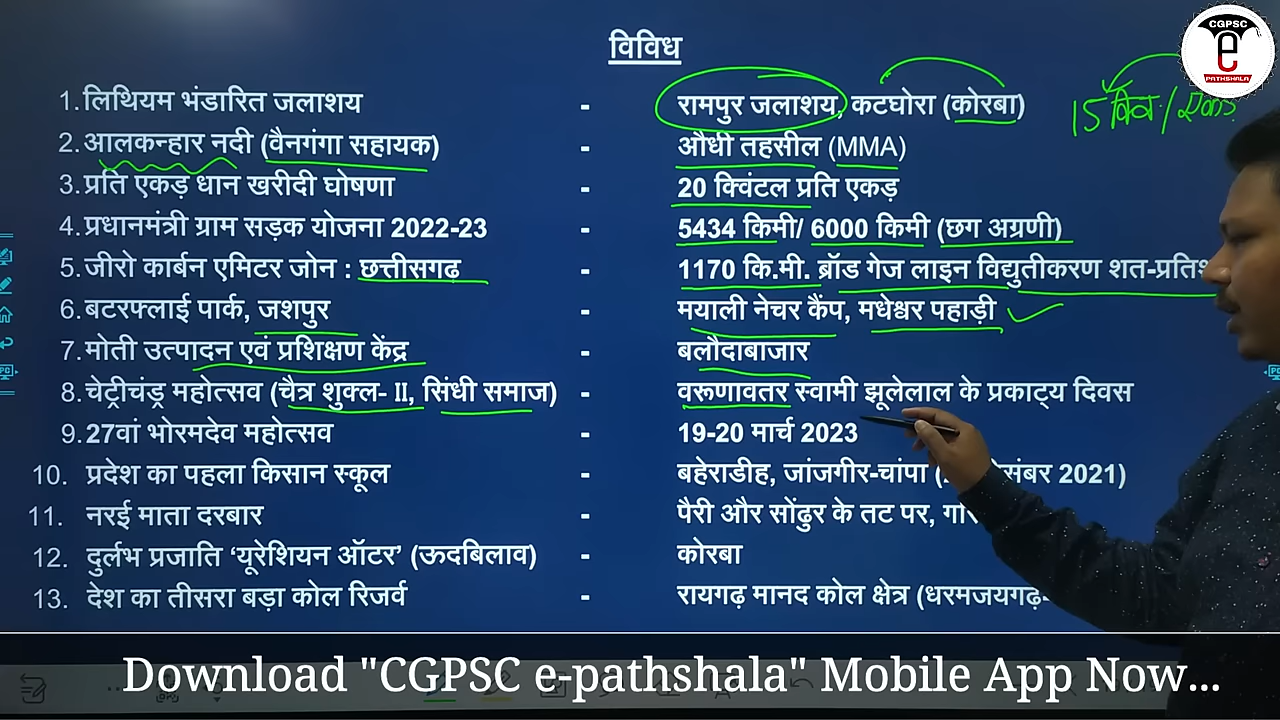 CGPSC
e
PATHSHALA
विविध
1. लिथियम भंडारित जलाशय - रामपुर जलाशय, कटघोरा (कोरबा)
15 क्विं./एकड़
2. आलकन्हार नदी (वैनगंगा सहायक) - औधी तहसील (MMA)
3. प्रति एकड़ धान खरीदी घोषणा - 20 क्विंटल प्रति एकड़
4. प्रधानमंत्री ग्राम सड़क योजना 2022-23 - 5434 किमी/ 6000 किमी (छग अग्रणी)
5. जीरो कार्बन एमिटर जोन : छत्तीसगढ़ - 1170 कि.मी. ब्रॉड गेज लाइन विद्युतीकरण
6. बटरफ्लाई पार्क, जशपुर - मयाली नेचर कैंप, मधेश्वर पहाड़ी
7. मोती उत्पादन एवं प्रशिक्षण केंद्र - बलौदाबाजार
8. चेट्रीचंड्र महोत्सव (चैत्र शुक्ल- II, सिंधी समाज) - वरूणावतर स्वामी झूलेलाल के प्रकाट्य दिवस
9. 27वां भोरमदेव महोत्सव - 19-20 मार्च 2023
10. प्रदेश का पहला किसान स्कूल - बहेराडीह, जांजगीर-चांपा ( 2021)
11. नरई माता दरबार - पैरी और सोंढुर के तट पर,
12. दुर्लभ प्रजाति ‘यूरेशियन ऑटर’ (ऊदबिलाव) - कोरबा
13. देश का तीसरा बड़ा कोल रिजर्व - रायगढ़ मानद कोल क्षेत्र (धरमजयगढ़-
Download "CGPSC e-pathshala" Mobile App Now...